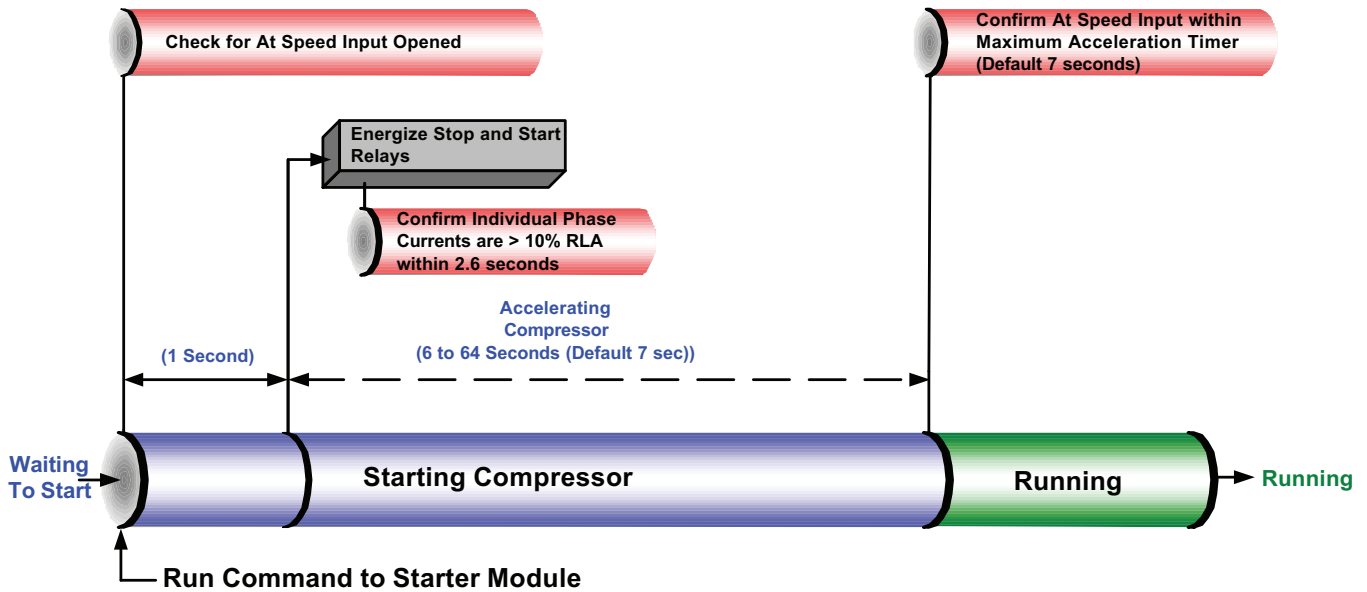 Check for At Speed Input Opened
Confirm At Speed Input within
Maximum Acceleration Timer
(Default 7 seconds)
Energize Stop and Start
Relays
Confirm Individual Phase
Currents are > 10% RLA
within 2.6 seconds
Accelerating
Compressor
(6 to 64 Seconds (Default 7 sec))
(1 Second)
Waiting
To Start
Starting Compressor
Running
Running
Run Command to Starter Module